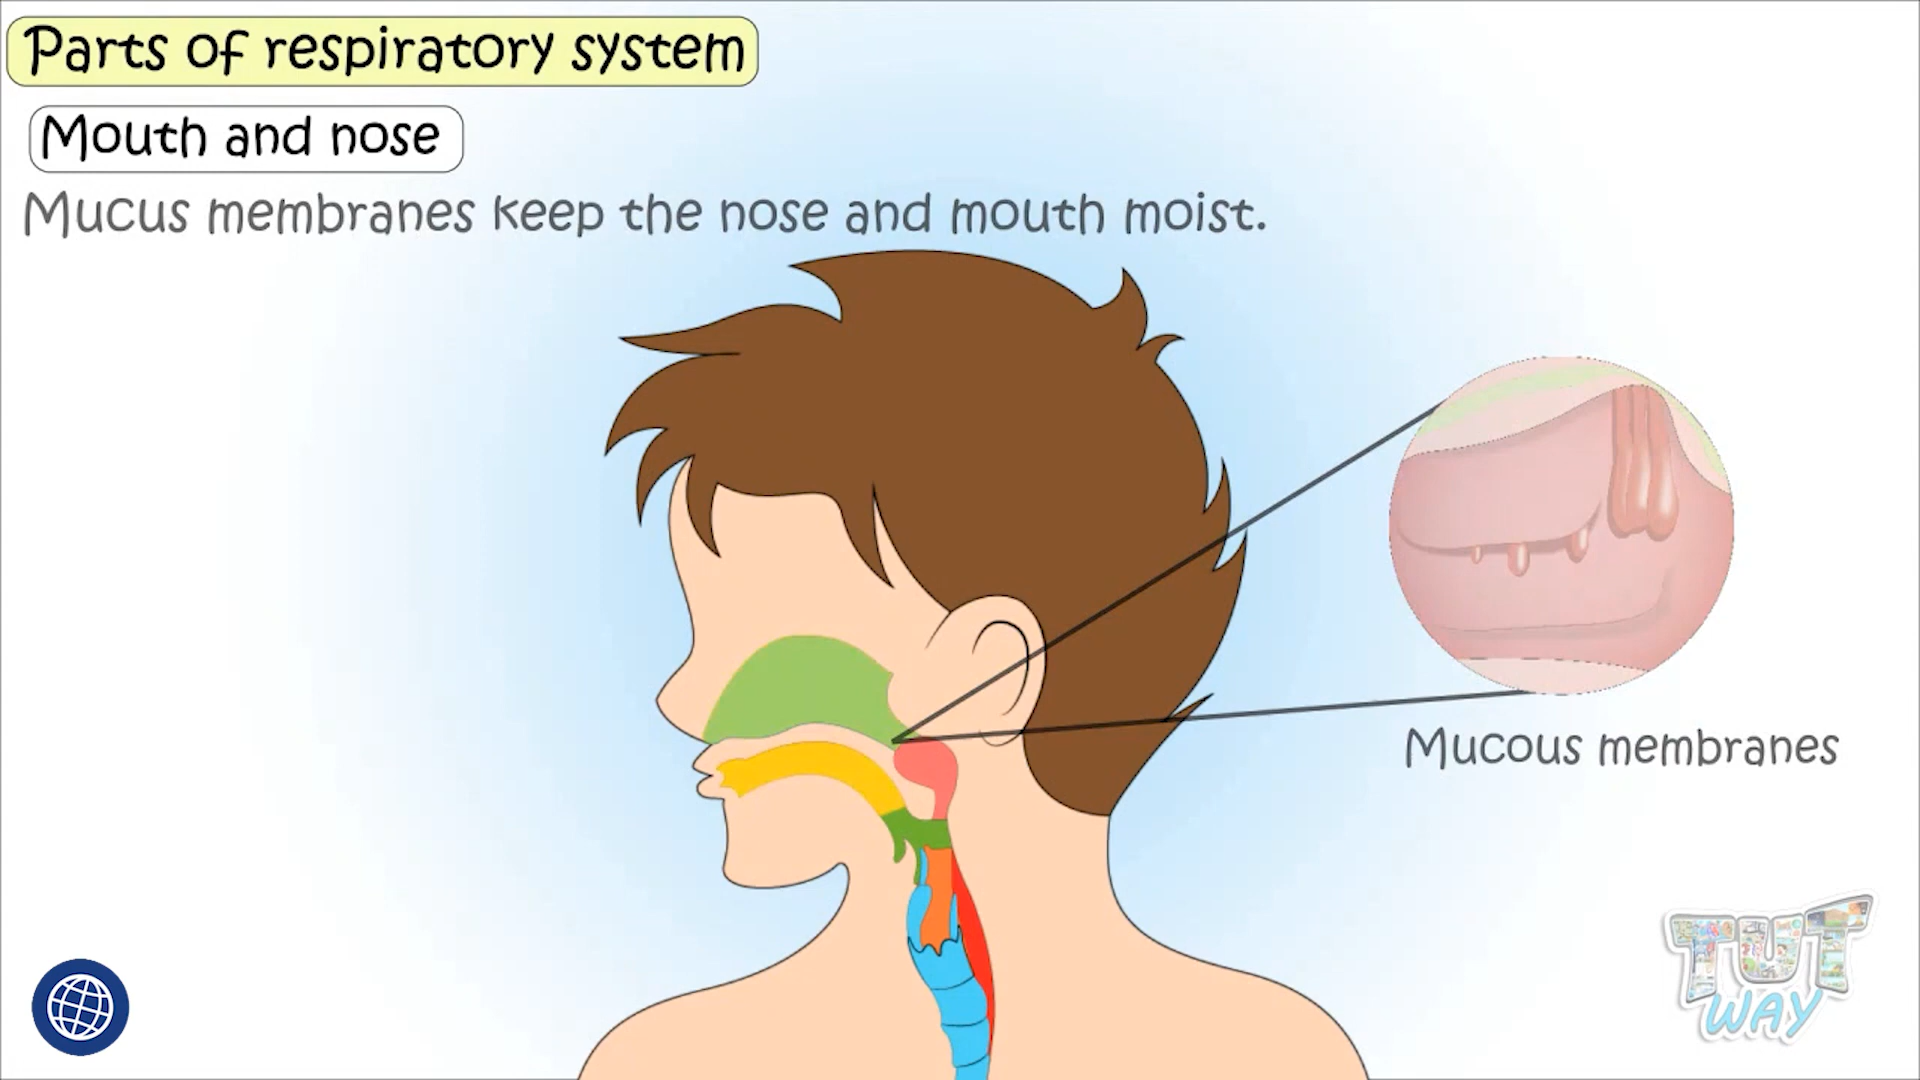 Parts of respiratory system
Mouth and nose
Mucus membranes keep the nose and mouth moist.
Mucous membranes
TUT
WAY